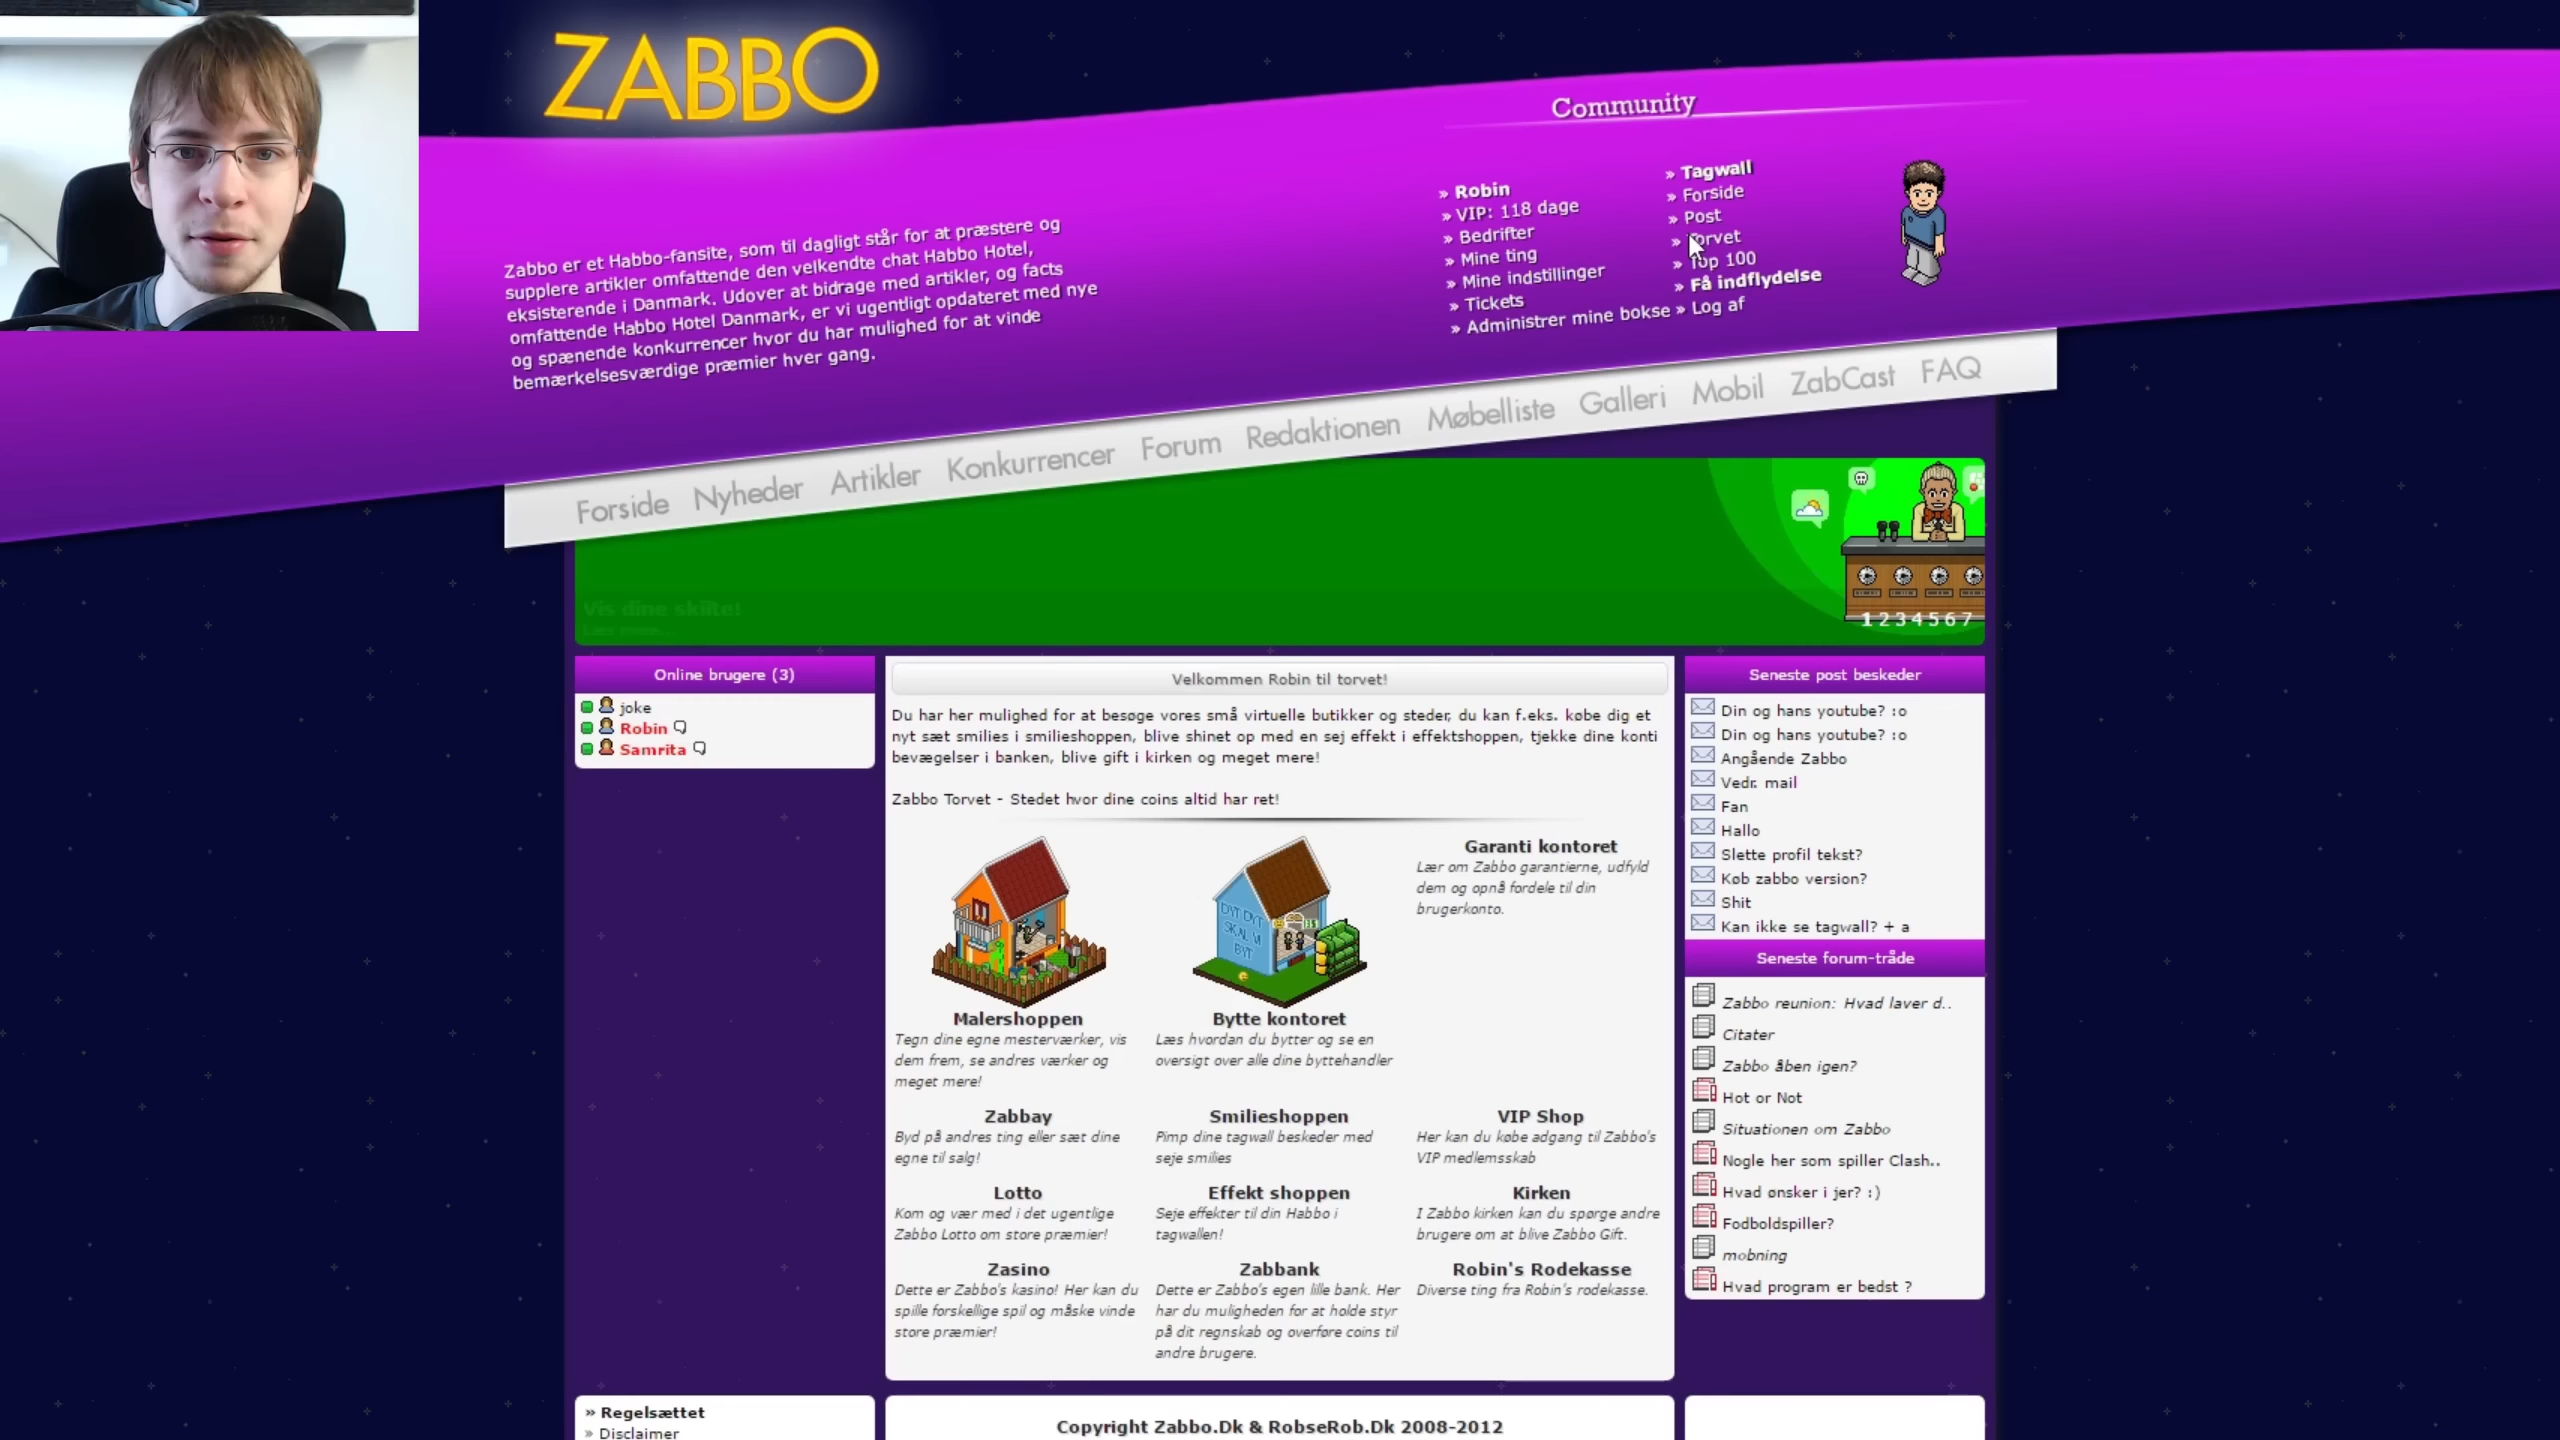 ZABBO
Community
Zabbo er et Habbo-fansite, som til dagligt står for at præstere og
supplere artikler omfattende den velkendte chat Habbo Hotel,
eksisterende i Danmark. Udover at bidrage med artikler, og facts
omfattende Habbo Hotel Danmark, er vi ugentligt opdateret med nye
og spænende konkurrencer hvor du har mulighed for at vinde
bemærkelsesværdige præmier hver gang.
» Robin
» VIP: 118 dage
» Bedrifter
» Mine ting
» Mine indstillinger
» Tickets
» Administrer mine bokse
» Tagwall
» Forside
» Post
» Torvet
» Top 100
» Få indflydelse
» Log af
Forside Nyheder Artikler Konkurrencer Forum Redaktionen Møbelliste Galleri Mobil ZabCast FAQ
Vis dine skilte!
Læs mere...
1 2 3 4 5 6 7
Online brugere (3)
joke
Robin
Samrita
Velkommen Robin til torvet!
Du har her mulighed for at besøge vores små virtuelle butikker og steder, du kan f.eks. købe dig et
nyt sæt smilies i smilieshoppen, blive shinet op med en sej effekt i effektshoppen, tjekke dine konti
bevægelser i banken, blive gift i kirken og meget mere!
Zabbo Torvet - Stedet hvor dine coins altid har ret!
Malershoppen
Tegn dine egne mesterværker, vis
dem frem, se andres værker og
meget mere!
DYT DYT
SKAL VI
BYT
Bytte kontoret
Læs hvordan du bytter og se en
oversigt over alle dine byttehandler
Garanti kontoret
Lær om Zabbo garantierne, udfyld
dem og opnå fordele til din
brugerkonto.
Zabbay
Byd på andres ting eller sæt dine
egne til salg!
Smilieshoppen
Pimp dine tagwall beskeder med
seje smilies
VIP Shop
Her kan du købe adgang til Zabbo's
VIP medlemsskab
Lotto
Kom og vær med i det ugentlige
Zabbo Lotto om store præmier!
Effekt shoppen
Seje effekter til din Habbo i
tagwallen!
Kirken
I Zabbo kirken kan du spørge andre
brugere om at blive Zabbo Gift.
Zasino
Dette er Zabbo's kasino! Her kan du
spille forskellige spil og måske vinde
store præmier!
Zabbank
Dette er Zabbo's egen lille bank. Her
har du muligheden for at holde styr
på dit regnskab og overføre coins til
andre brugere.
Robin's Rodekasse
Diverse ting fra Robin's rodekasse.
Seneste post beskeder
Din og hans youtube? :o
Din og hans youtube? :o
Angående Zabbo
Vedr. mail
Fan
Hallo
Slette profil tekst?
Køb zabbo version?
Shit
Kan ikke se tagwall? + a
Seneste forum-tråde
Zabbo reunion: Hvad laver d..
Citater
Zabbo åben igen?
Hot or Not
Situationen om Zabbo
Nogle her som spiller Clash..
Hvad ønsker i jer? :)
Fodboldspiller?
mobning
Hvad program er bedst ?
» Regelsættet
» Disclaimer
Copyright Zabbo.Dk & RobseRob.Dk 2008-2012